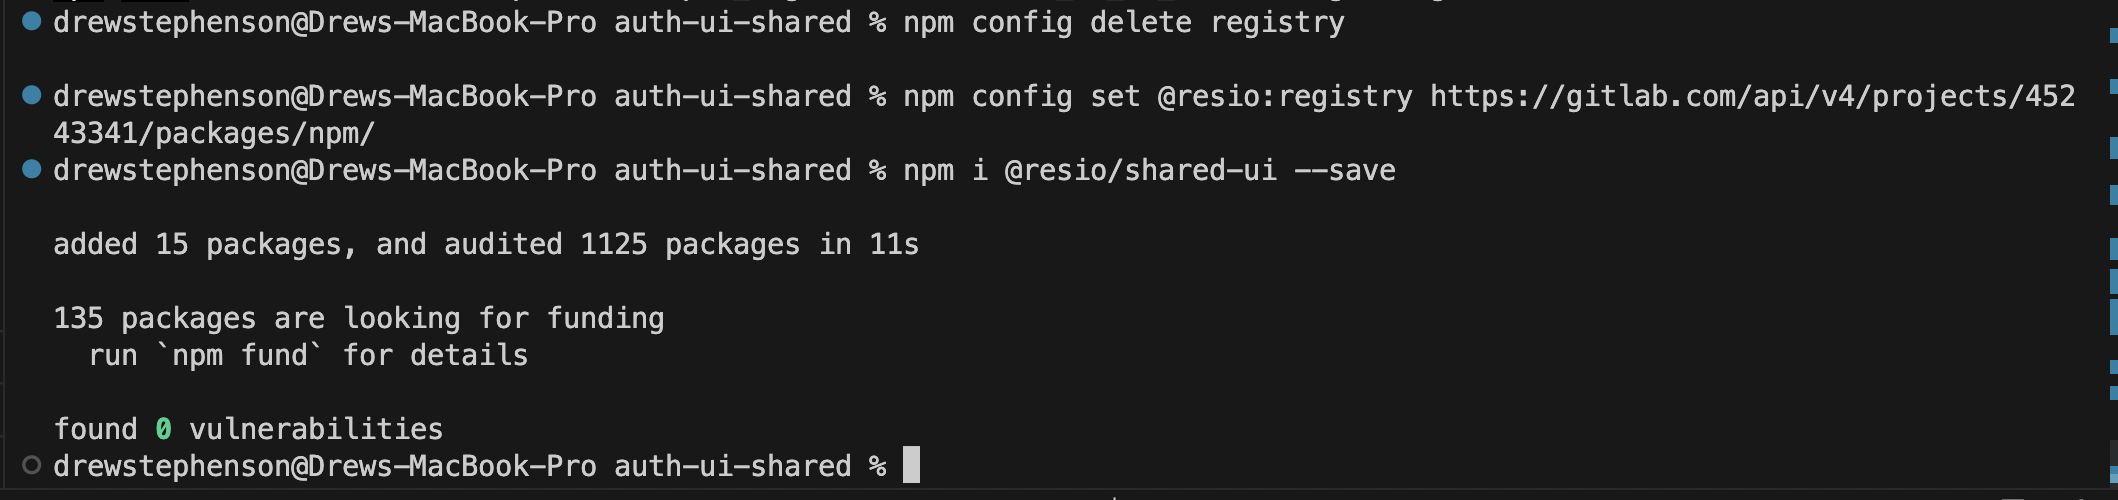 drewstephenson@Drews-MacBook-Pro auth-ui-shared % npm config delete registry
drewstephenson@Drews-MacBook-Pro auth-ui-shared % npm config set @resio:registry https://gitlab.com/api/v4/projects/452
43341/packages/npm/
drewstephenson@Drews-MacBook-Pro auth-ui-shared % npm i @resio/shared-ui --save
added 15 packages, and audited 1125 packages in 11s
135 packages are looking for funding
  run `npm fund` for details
found 0 vulnerabilities
drewstephenson@Drews-MacBook-Pro auth-ui-shared %